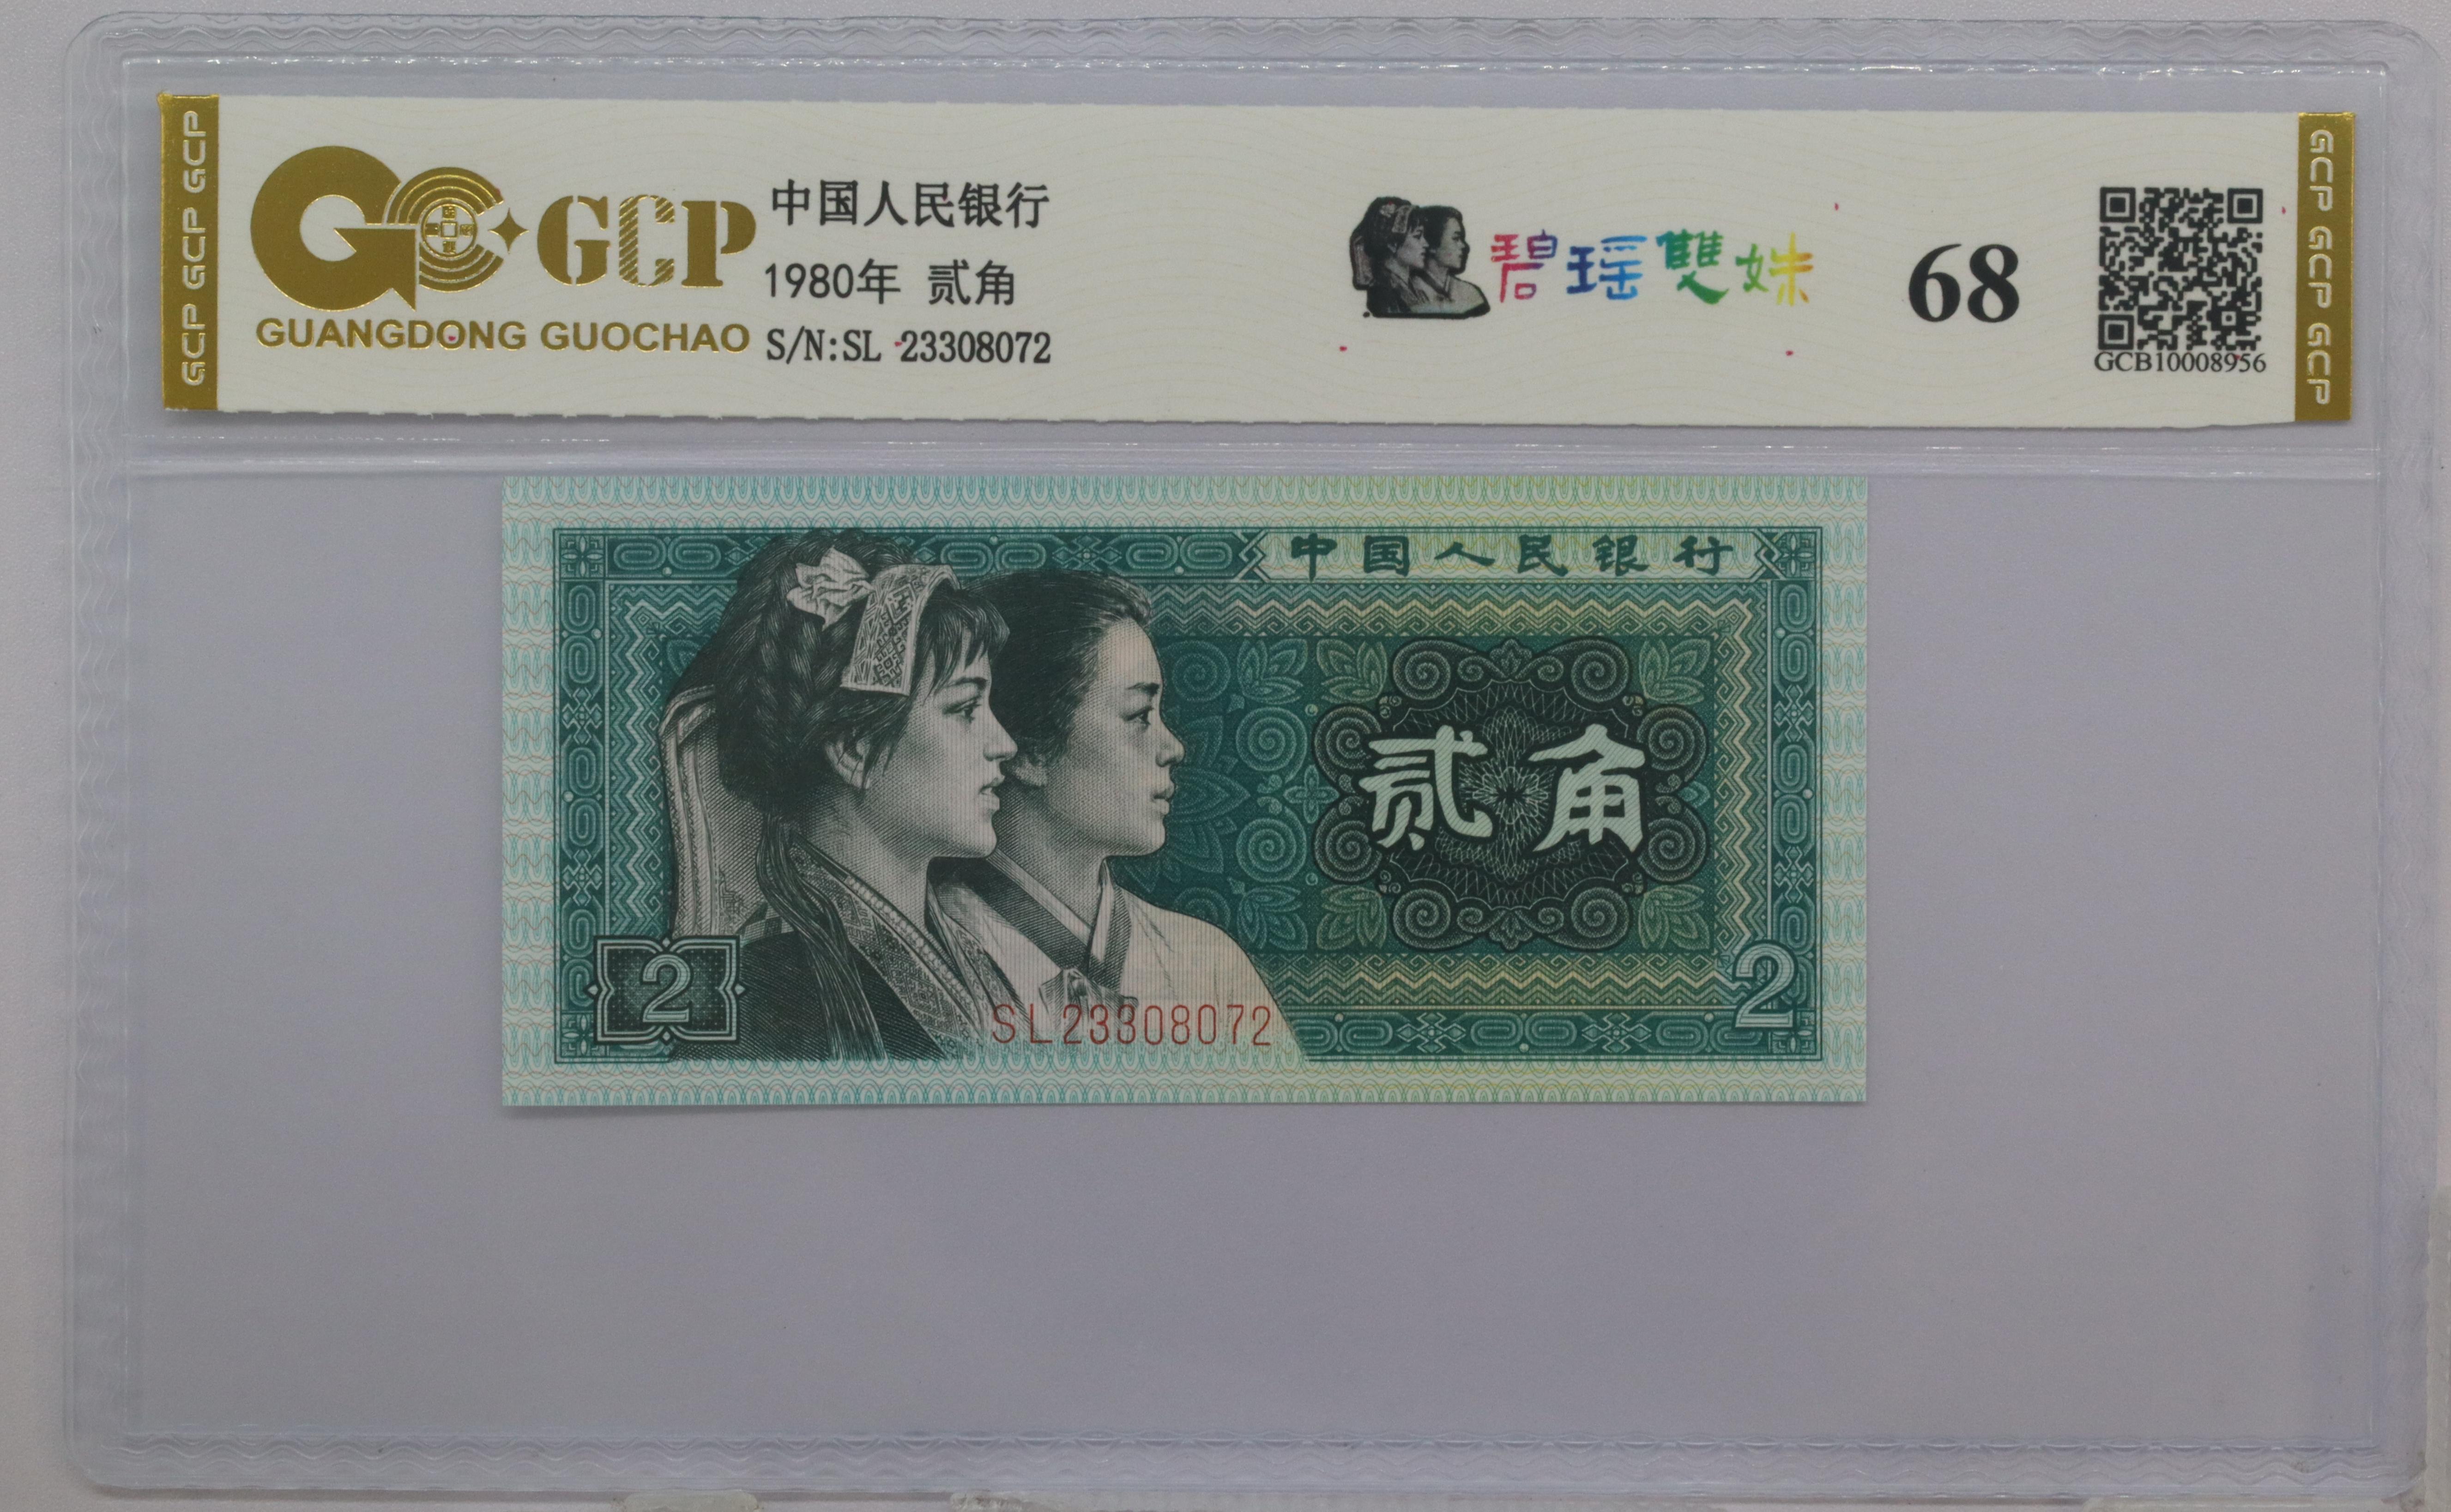 GCP GCP GCP
GCP
GUANGDONG GUOCHAO
中国人民银行
1980年 贰角
S/N:SL 23308072
碧瑶雙姝
68
GCB10008956
GCP GCP GCP
中国人民银行
贰角
2
2
SL23308072